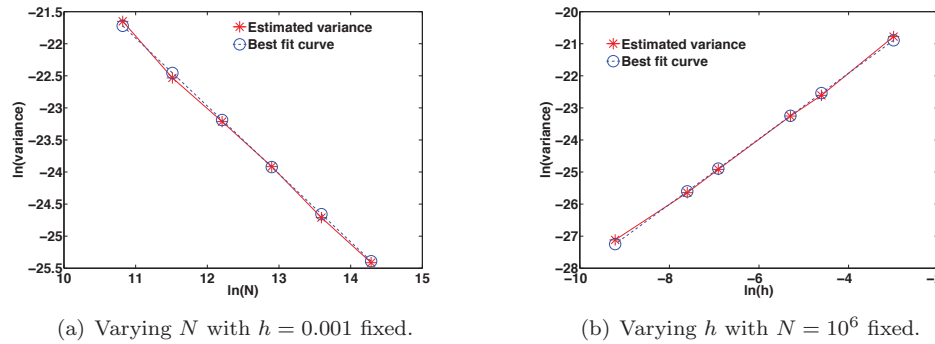 −21.5
−22
−22.5
−23
−23.5
−24
−24.5
−25
−25.5
ln(variance)
Estimated variance
Best fit curve
10 11 12 13 14 15
ln(N)
(a) Varying N with h = 0.001 fixed.
−20
−21
−22
−23
−24
−25
−26
−27
−28
ln(variance)
Estimated variance
Best fit curve
−10 −8 −6 −4
ln(h)
(b) Varying h with N = 10⁶ fixed.